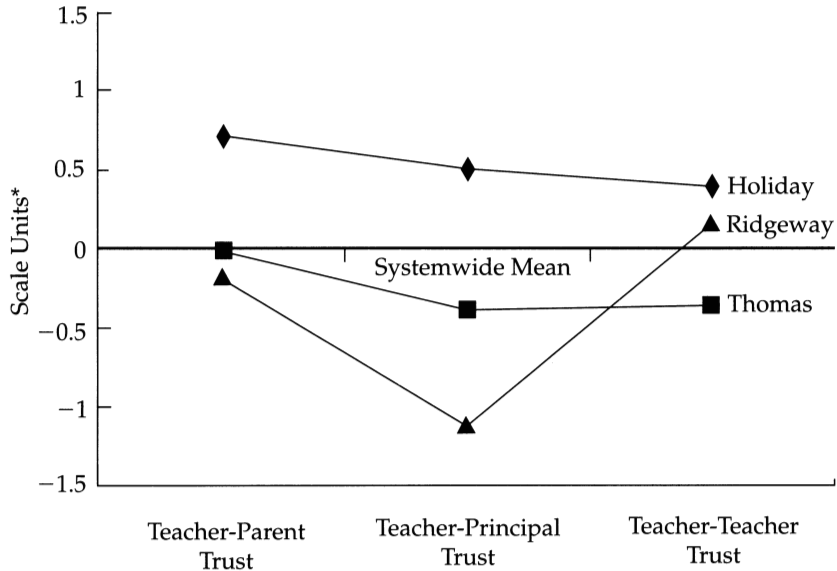 1.5
1
0.5
0
−0.5
−1
−1.5
Scale Units*
Holiday
Ridgeway
Systemwide Mean
Thomas
Teacher-Parent
Trust
Teacher-Principal
Trust
Teacher-Teacher
Trust